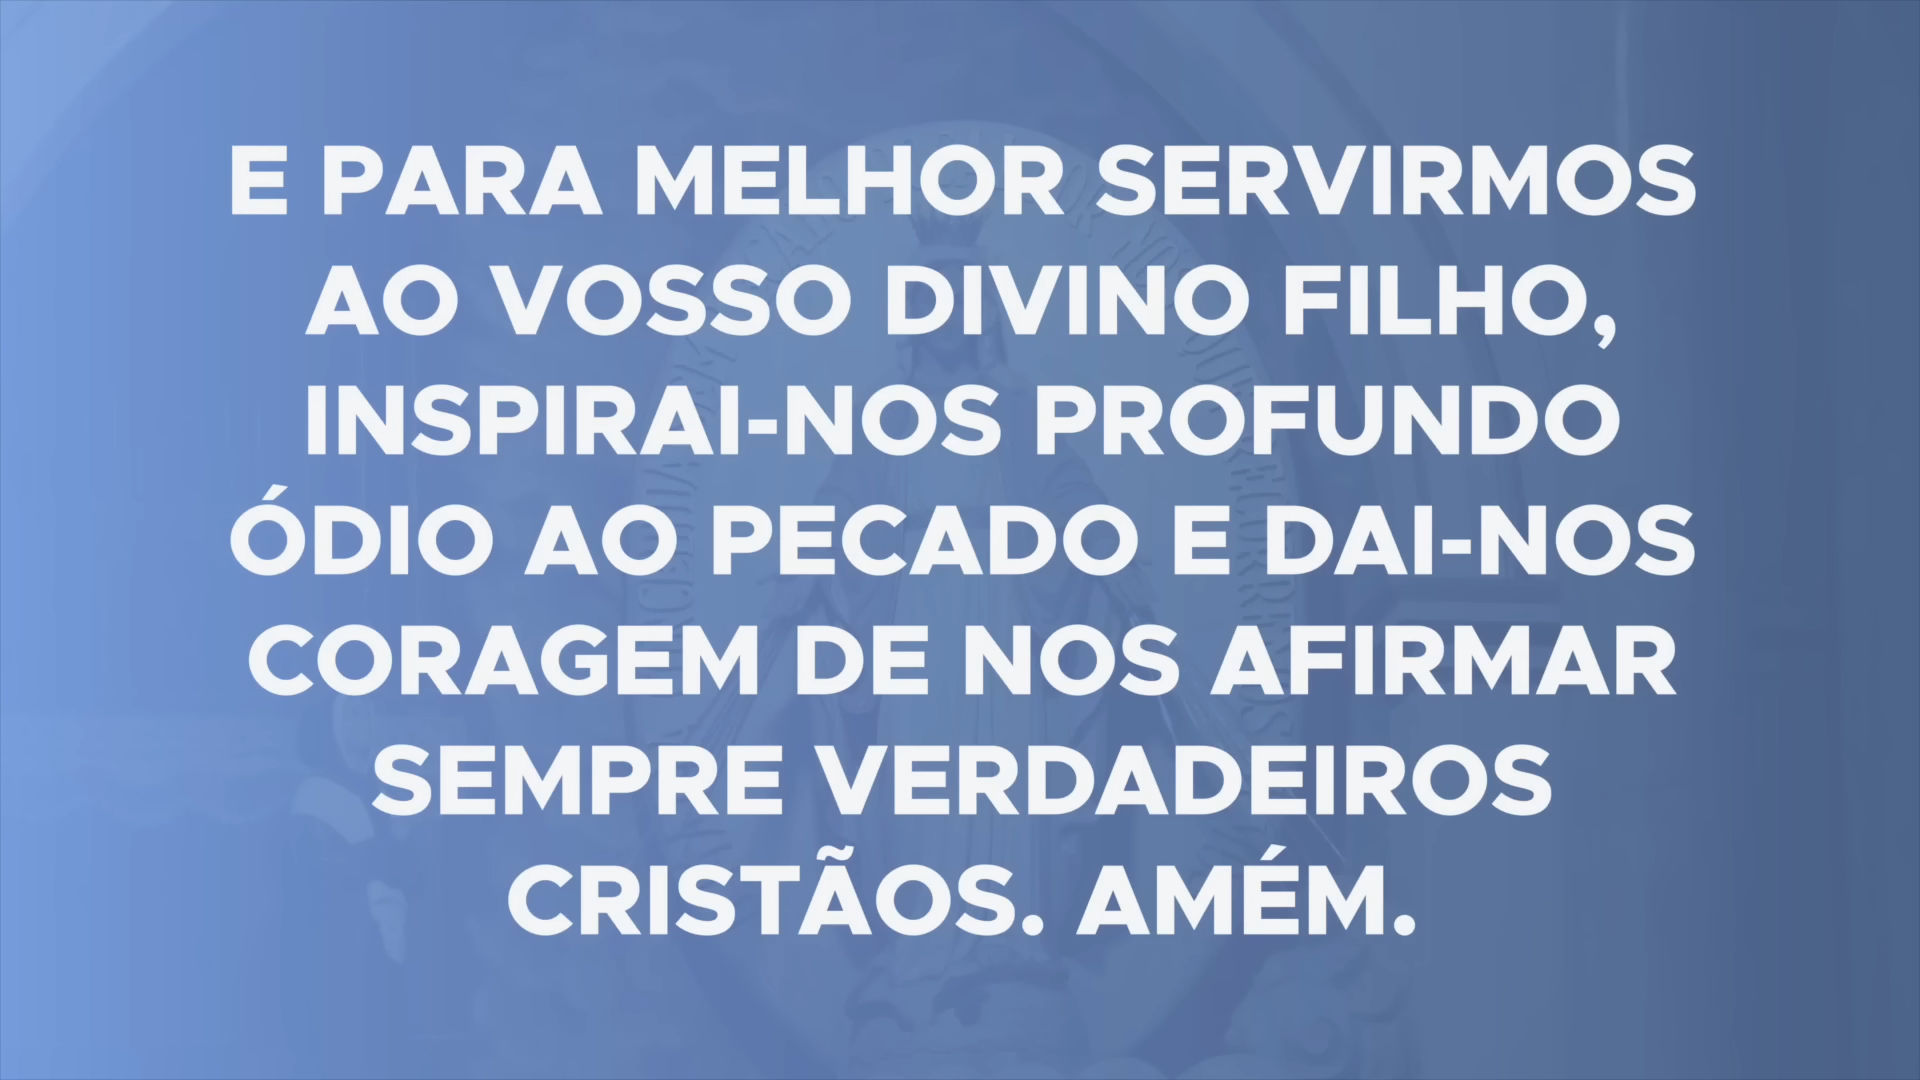 E PARA MELHOR SERVIRMOS
AO VOSSO DIVINO FILHO,
INSPIRAI-NOS PROFUNDO
ÓDIO AO PECADO E DAI-NOS
CORAGEM DE NOS AFIRMAR
SEMPRE VERDADEIROS
CRISTÃOS. AMÉM.